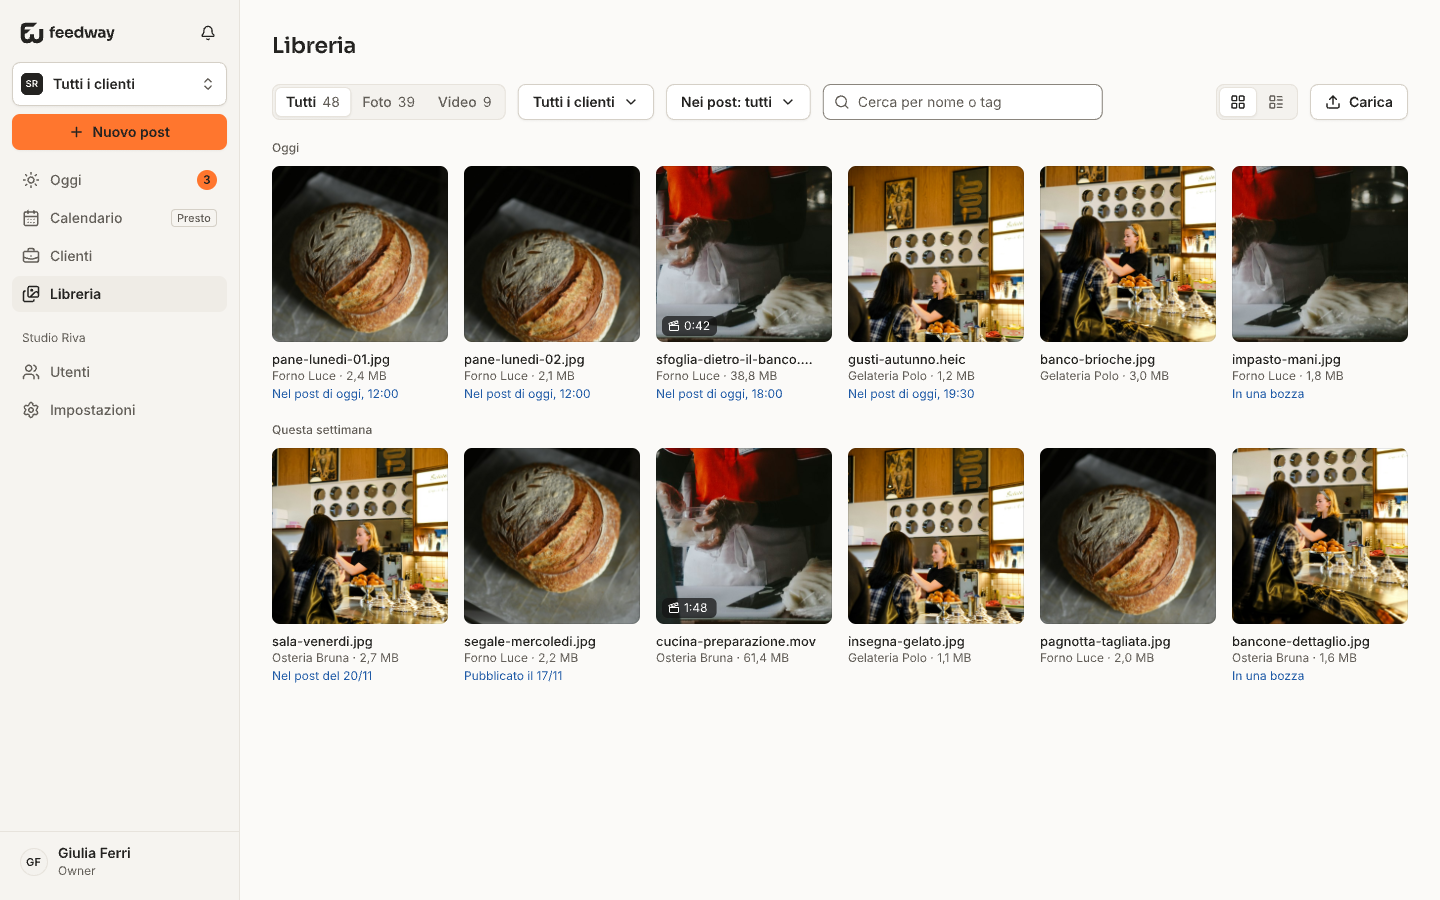 feedway
SR Tutti i clienti
Nuovo post
Oggi 3
Calendario Presto
Clienti
Libreria
Studio Riva
Utenti
Impostazioni
GF Giulia Ferri
Owner
Libreria
Tutti 48 Foto 39 Video 9 Tutti i clienti Nei post: tutti Cerca per nome o tag Carica
Oggi
0:42
pane-lunedi-01.jpg pane-lunedi-02.jpg sfoglia-dietro-il-banco.... gusti-autunno.heic banco-brioche.jpg impasto-mani.jpg
Forno Luce · 2,4 MB Forno Luce · 2,1 MB Forno Luce · 38,8 MB Gelateria Polo · 1,2 MB Gelateria Polo · 3,0 MB Forno Luce · 1,8 MB
Nel post di oggi, 12:00 Nel post di oggi, 12:00 Nel post di oggi, 18:00 Nel post di oggi, 19:30 In una bozza
Questa settimana
1:48
sala-venerdi.jpg segale-mercoledi.jpg cucina-preparazione.mov insegna-gelato.jpg pagnotta-tagliata.jpg bancone-dettaglio.jpg
Osteria Bruna · 2,7 MB Forno Luce · 2,2 MB Osteria Bruna · 61,4 MB Gelateria Polo · 1,1 MB Forno Luce · 2,0 MB Osteria Bruna · 1,6 MB
Nel post del 20/11 Pubblicato il 17/11 In una bozza